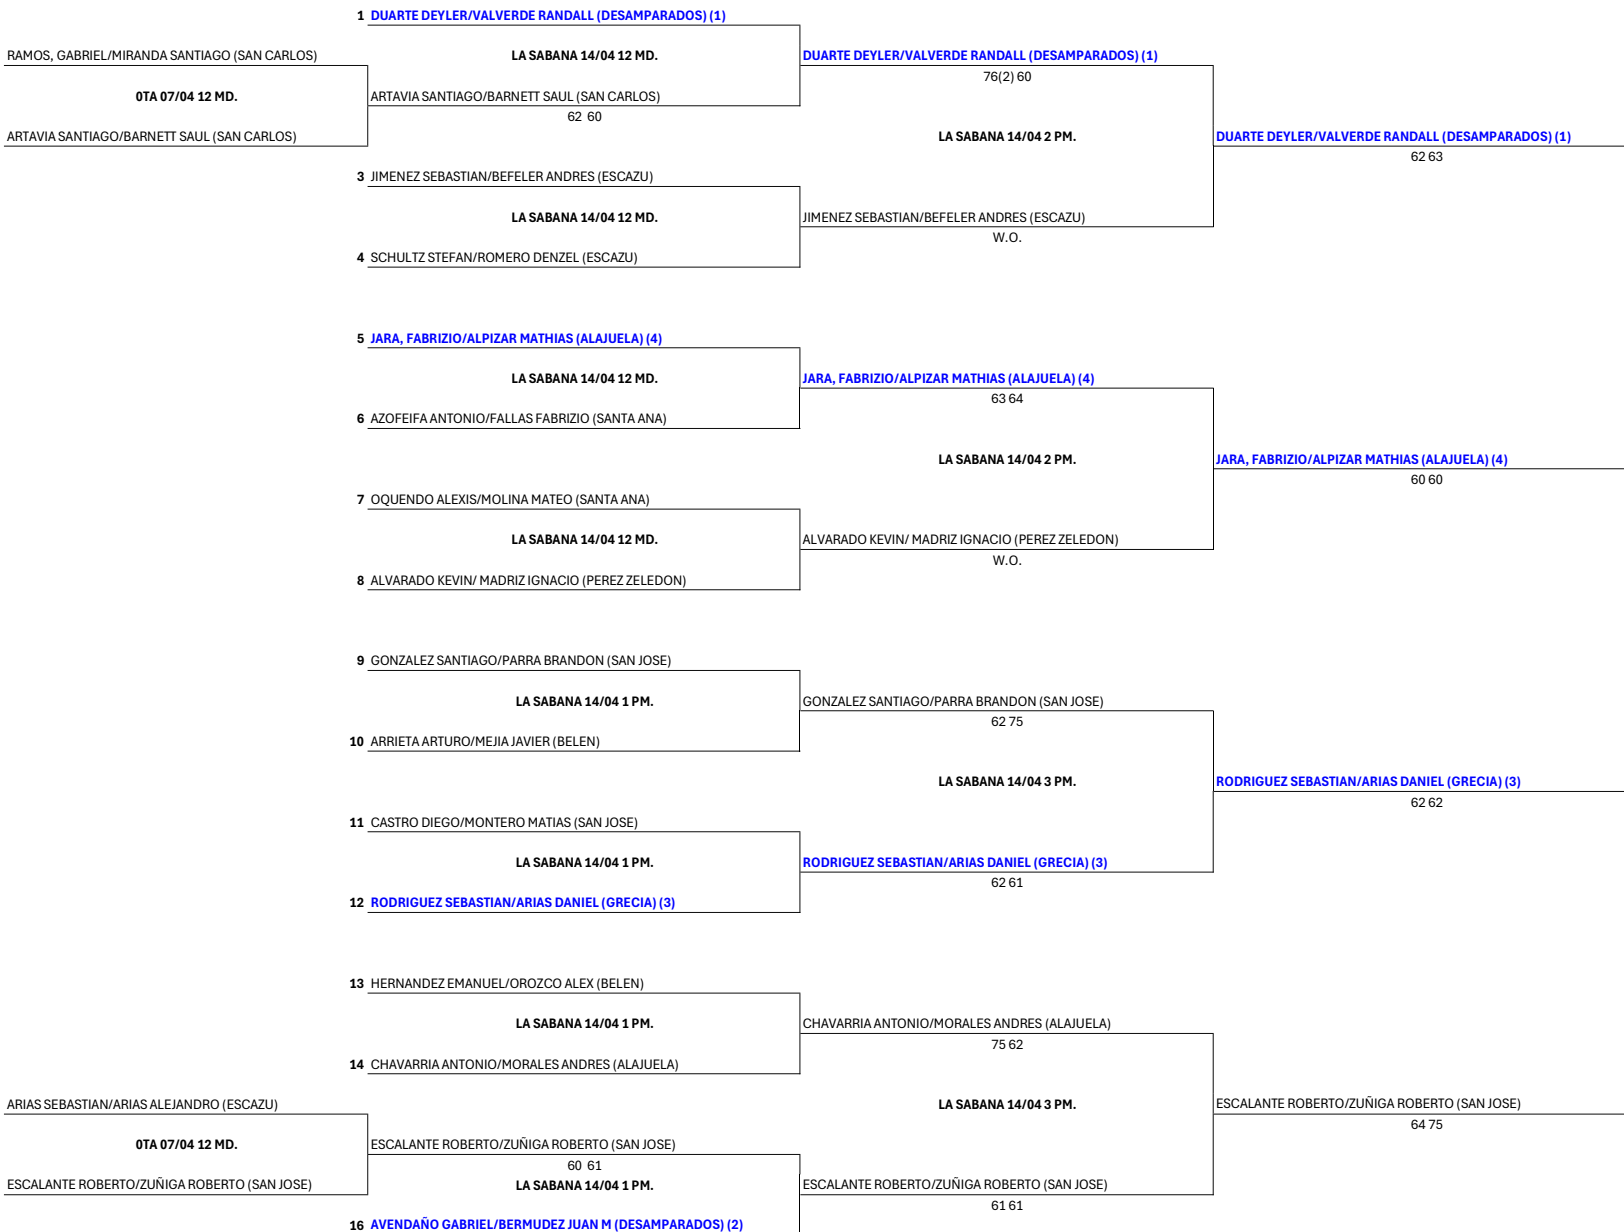 1 DUARTE DEYLER/VALVERDE RANDALL (DESAMPARADOS) (1)
RAMOS, GABRIEL/MIRANDA SANTIAGO (SAN CARLOS) LA SABANA 14/04 12 MD. DUARTE DEYLER/VALVERDE RANDALL (DESAMPARADOS) (1)
76(2) 60
0TA 07/04 12 MD. ARTAVIA SANTIAGO/BARNETT SAUL (SAN CARLOS)
62 60
ARTAVIA SANTIAGO/BARNETT SAUL (SAN CARLOS) LA SABANA 14/04 2 PM. DUARTE DEYLER/VALVERDE RANDALL (DESAMPARADOS) (1)
62 63
3 JIMENEZ SEBASTIAN/BEFELER ANDRES (ESCAZU)
LA SABANA 14/04 12 MD. JIMENEZ SEBASTIAN/BEFELER ANDRES (ESCAZU)
W.O.
4 SCHULTZ STEFAN/ROMERO DENZEL (ESCAZU)
5 JARA, FABRIZIO/ALPIZAR MATHIAS (ALAJUELA) (4)
LA SABANA 14/04 12 MD. JARA, FABRIZIO/ALPIZAR MATHIAS (ALAJUELA) (4)
63 64
6 AZOFEIFA ANTONIO/FALLAS FABRIZIO (SANTA ANA)
LA SABANA 14/04 2 PM. JARA, FABRIZIO/ALPIZAR MATHIAS (ALAJUELA) (4)
60 60
7 OQUENDO ALEXIS/MOLINA MATEO (SANTA ANA)
LA SABANA 14/04 12 MD. ALVARADO KEVIN/ MADRIZ IGNACIO (PEREZ ZELEDON)
W.O.
8 ALVARADO KEVIN/ MADRIZ IGNACIO (PEREZ ZELEDON)
9 GONZALEZ SANTIAGO/PARRA BRANDON (SAN JOSE)
LA SABANA 14/04 1 PM. GONZALEZ SANTIAGO/PARRA BRANDON (SAN JOSE)
62 75
10 ARRIETA ARTURO/MEJIA JAVIER (BELEN)
LA SABANA 14/04 3 PM. RODRIGUEZ SEBASTIAN/ARIAS DANIEL (GRECIA) (3)
62 62
11 CASTRO DIEGO/MONTERO MATIAS (SAN JOSE)
LA SABANA 14/04 1 PM. RODRIGUEZ SEBASTIAN/ARIAS DANIEL (GRECIA) (3)
62 61
12 RODRIGUEZ SEBASTIAN/ARIAS DANIEL (GRECIA) (3)
13 HERNANDEZ EMANUEL/OROZCO ALEX (BELEN)
LA SABANA 14/04 1 PM. CHAVARRIA ANTONIO/MORALES ANDRES (ALAJUELA)
75 62
14 CHAVARRIA ANTONIO/MORALES ANDRES (ALAJUELA)
ARIAS SEBASTIAN/ARIAS ALEJANDRO (ESCAZU) LA SABANA 14/04 3 PM. ESCALANTE ROBERTO/ZUÑIGA ROBERTO (SAN JOSE)
64 75
0TA 07/04 12 MD. ESCALANTE ROBERTO/ZUÑIGA ROBERTO (SAN JOSE)
60 61
ESCALANTE ROBERTO/ZUÑIGA ROBERTO (SAN JOSE) LA SABANA 14/04 1 PM. ESCALANTE ROBERTO/ZUÑIGA ROBERTO (SAN JOSE)
61 61
16 AVENDAÑO GABRIEL/BERMUDEZ JUAN M (DESAMPARADOS) (2)